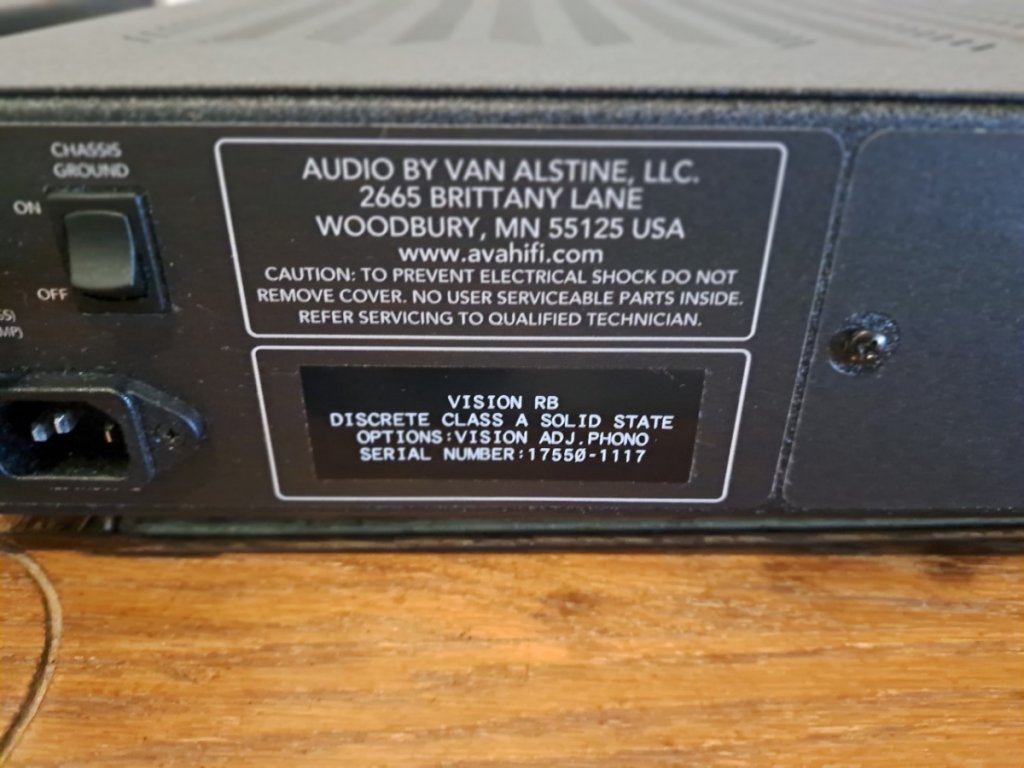 CHASSIS
GROUND
ON
OFF
AUDIO BY VAN ALSTINE, LLC.
2665 BRITTANY LANE
WOODBURY, MN 55125 USA
www.avahifi.com
CAUTION: TO PREVENT ELECTRICAL SHOCK DO NOT
REMOVE COVER. NO USER SERVICEABLE PARTS INSIDE.
REFER SERVICING TO QUALIFIED TECHNICIAN.
VISION RB
DISCRETE CLASS A SOLID STATE
OPTIONS:VISION ADJ.PHONO
SERIAL NUMBER:17550-1117